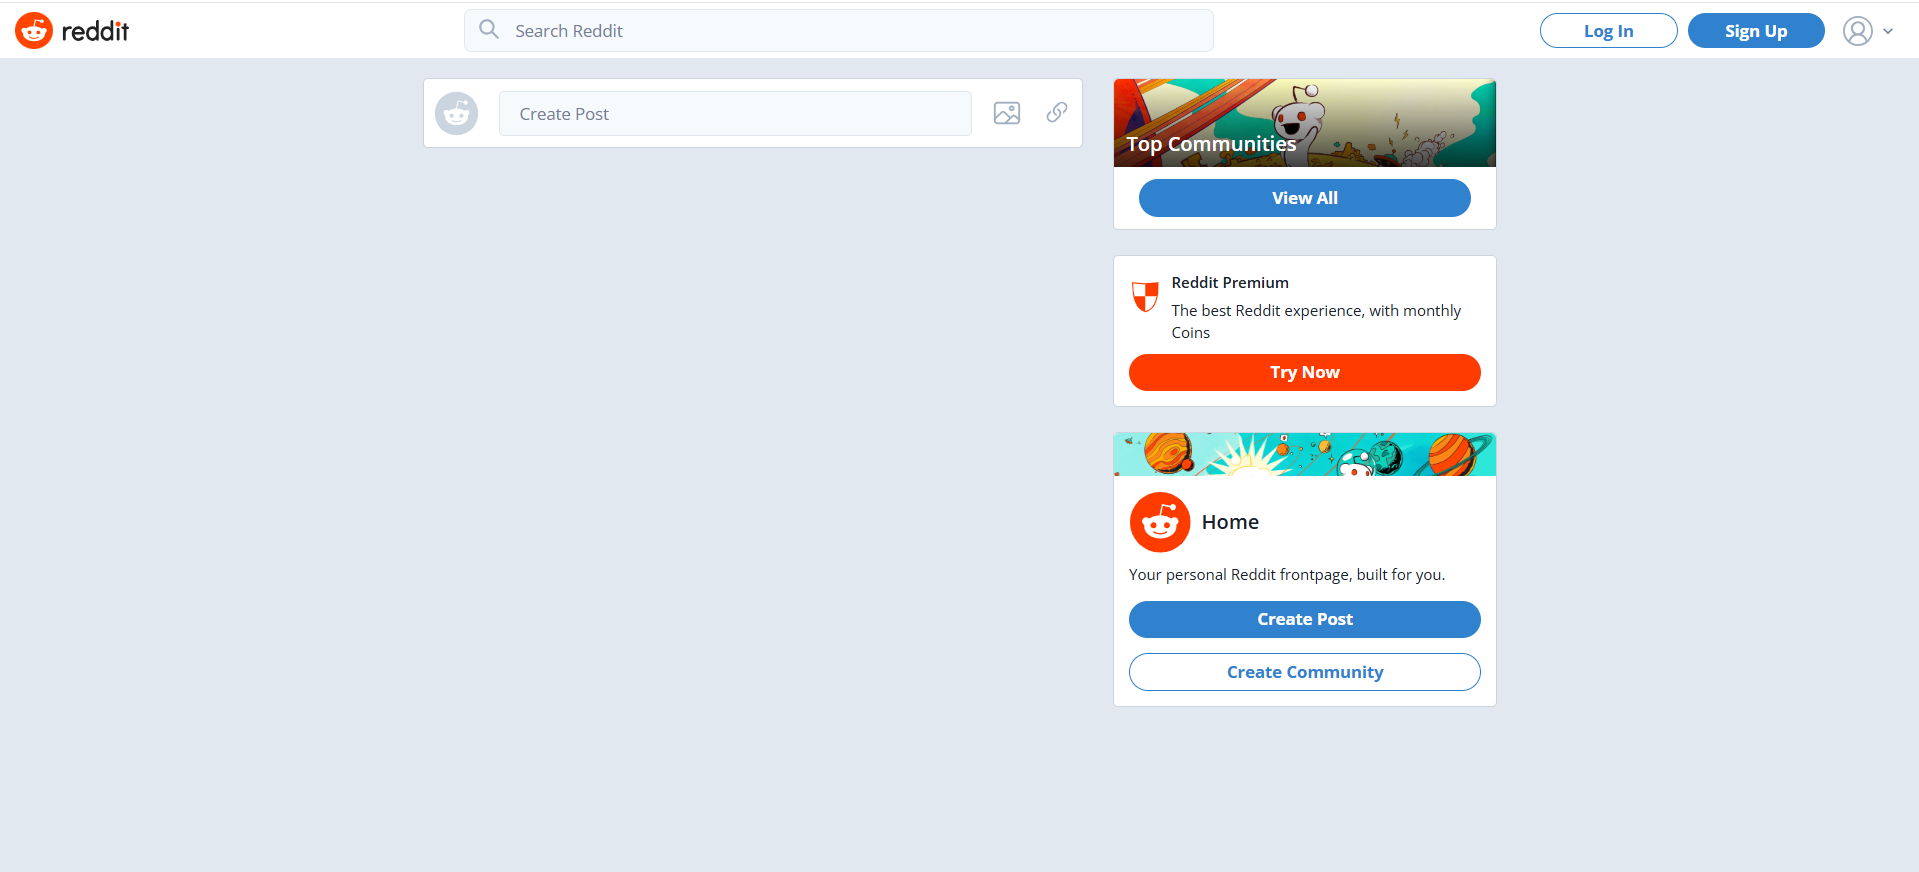 reddit
Search Reddit
Log In
Sign Up
Create Post
Top Communities
View All
Reddit Premium
The best Reddit experience, with monthly
Coins
Try Now
Home
Your personal Reddit frontpage, built for you.
Create Post
Create Community